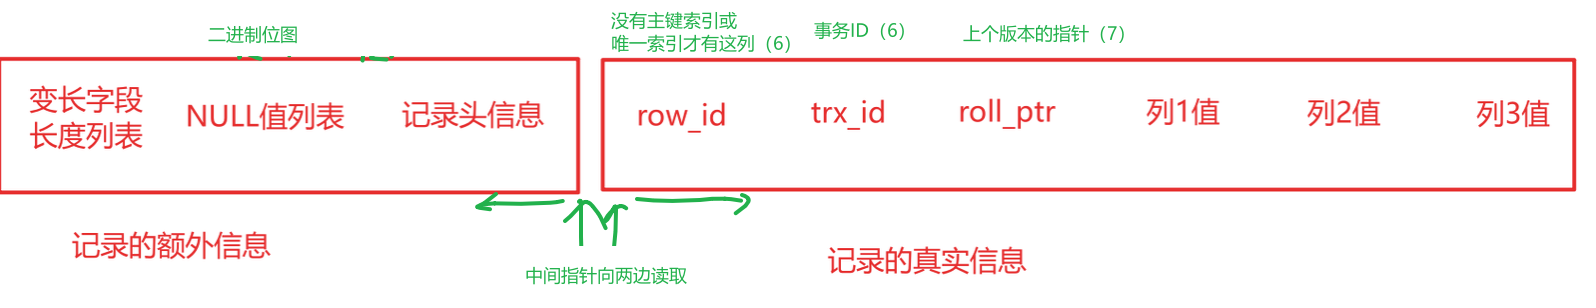 二进制位图
没有主键索引或
唯一索引才有这列（6）
事务ID（6）
上个版本的指针（7）
变长字段
长度列表
NULL值列表
记录头信息
row_id
trx_id
roll_ptr
列1值
列2值
列3值
记录的额外信息
中间指针向两边读取
记录的真实信息